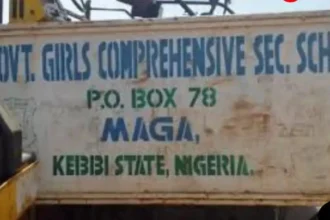 OVT. GIRLS COMPREHENSIVE SEC. SCH
P.O. BOX 78
MAGA,
KEBBI STATE, NIGERIA.